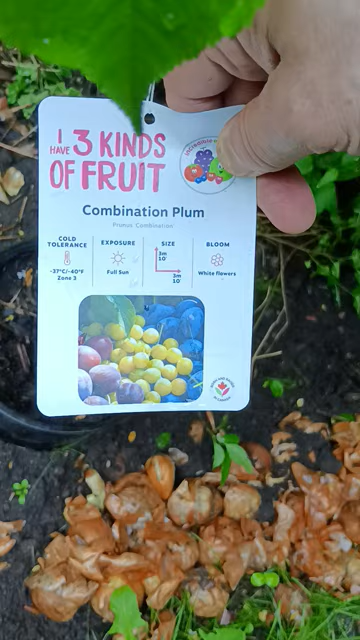 I HAVE 3 KINDS
OF FRUIT
Combination Plum
Prunus 'Combination'
COLD TOLERANCE
EXPOSURE
SIZE
BLOOM
3m
10'
3m
10'
-37°C/-40°F
Zone 3
Full Sun
White flowers